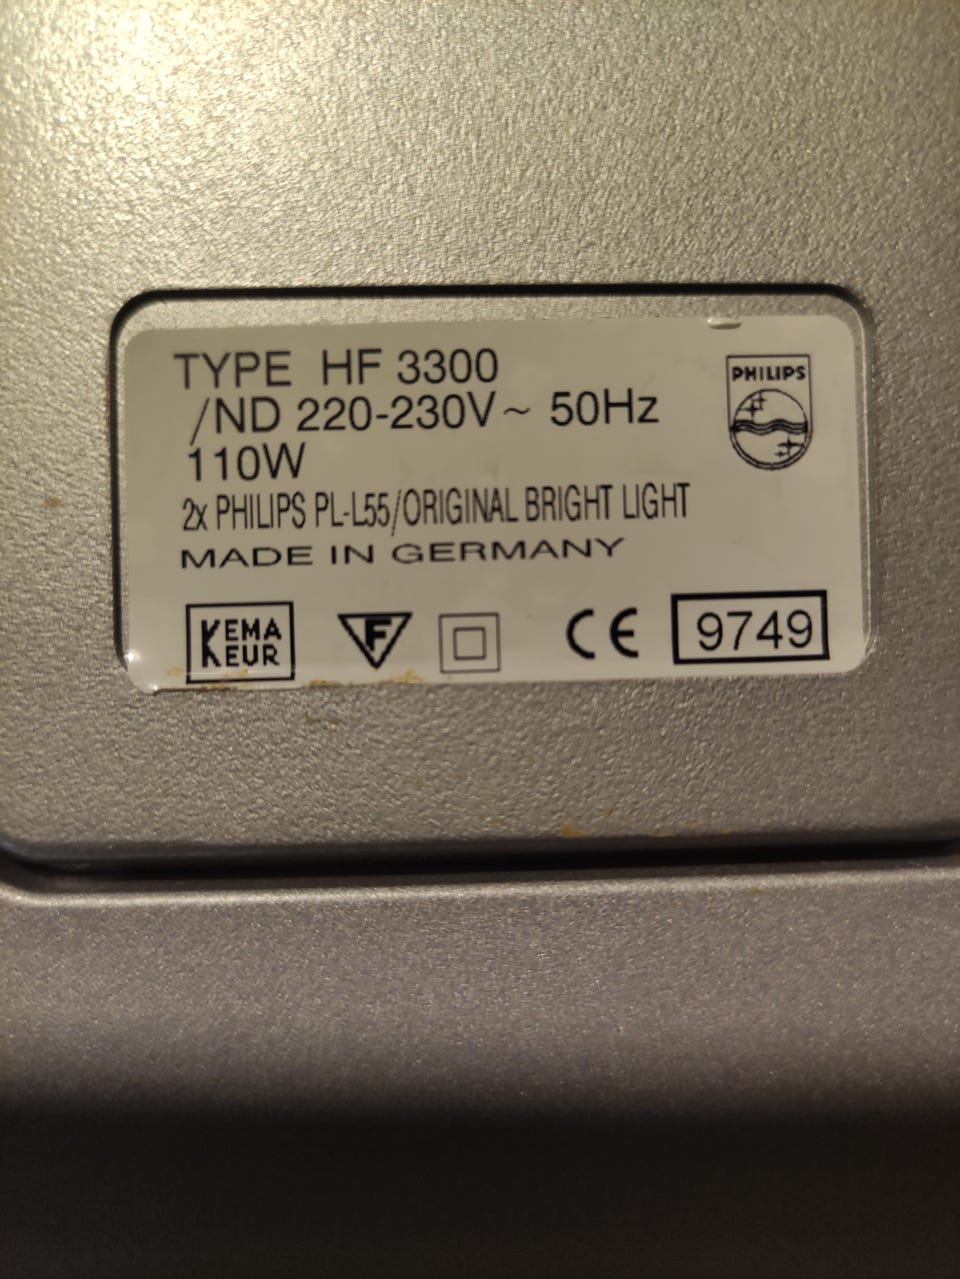 TYPE HF 3300
/ND 220-230V~ 50Hz
110W
2x PHILIPS PL-L55/ORIGINAL BRIGHT LIGHT
MADE IN GERMANY
PHILIPS
KEMA
KEUR
F
CE
9749